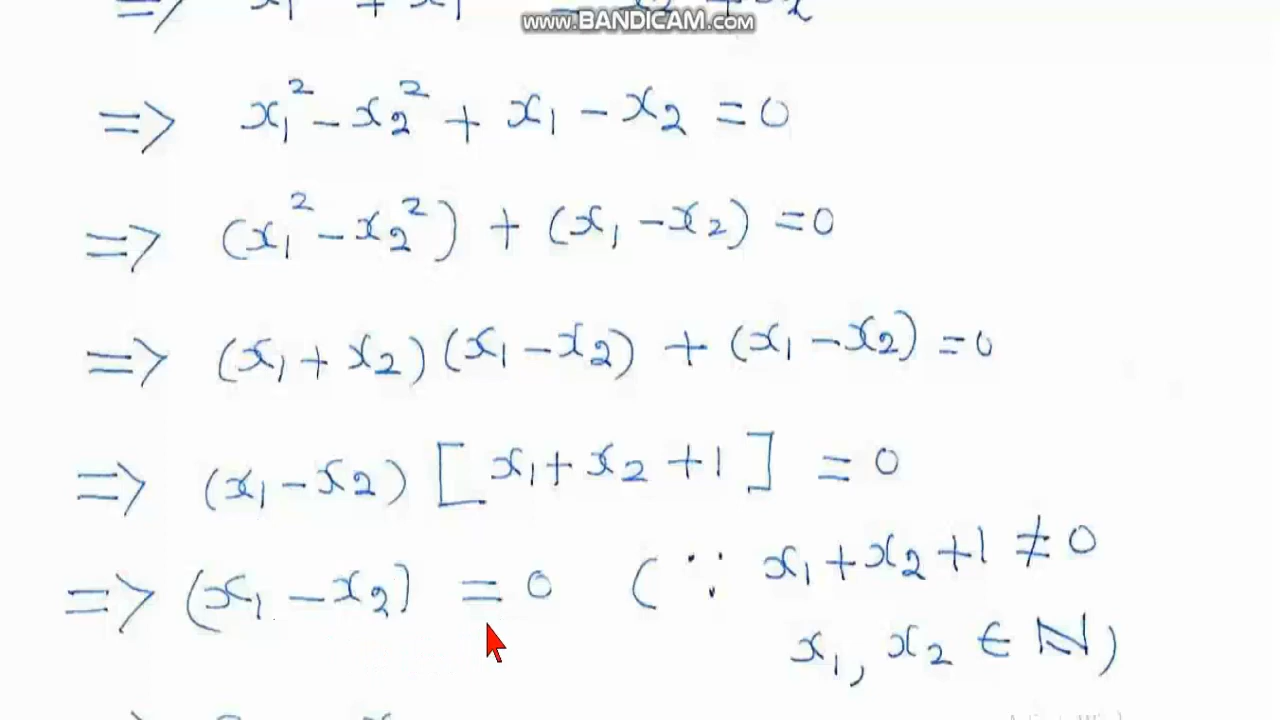 www.BANDICAM.com
=> x₁² - x₂² + x₁ - x₂ = 0
=> (x₁² - x₂²) + (x₁ - x₂) = 0
=> (x₁ + x₂)(x₁ - x₂) + (x₁ - x₂) = 0
=> (x₁ - x₂) [x₁ + x₂ + 1] = 0
=> (x₁ - x₂) = 0 (∵ x₁ + x₂ + 1 ≠ 0
x₁, x₂ ∈ ℕ)